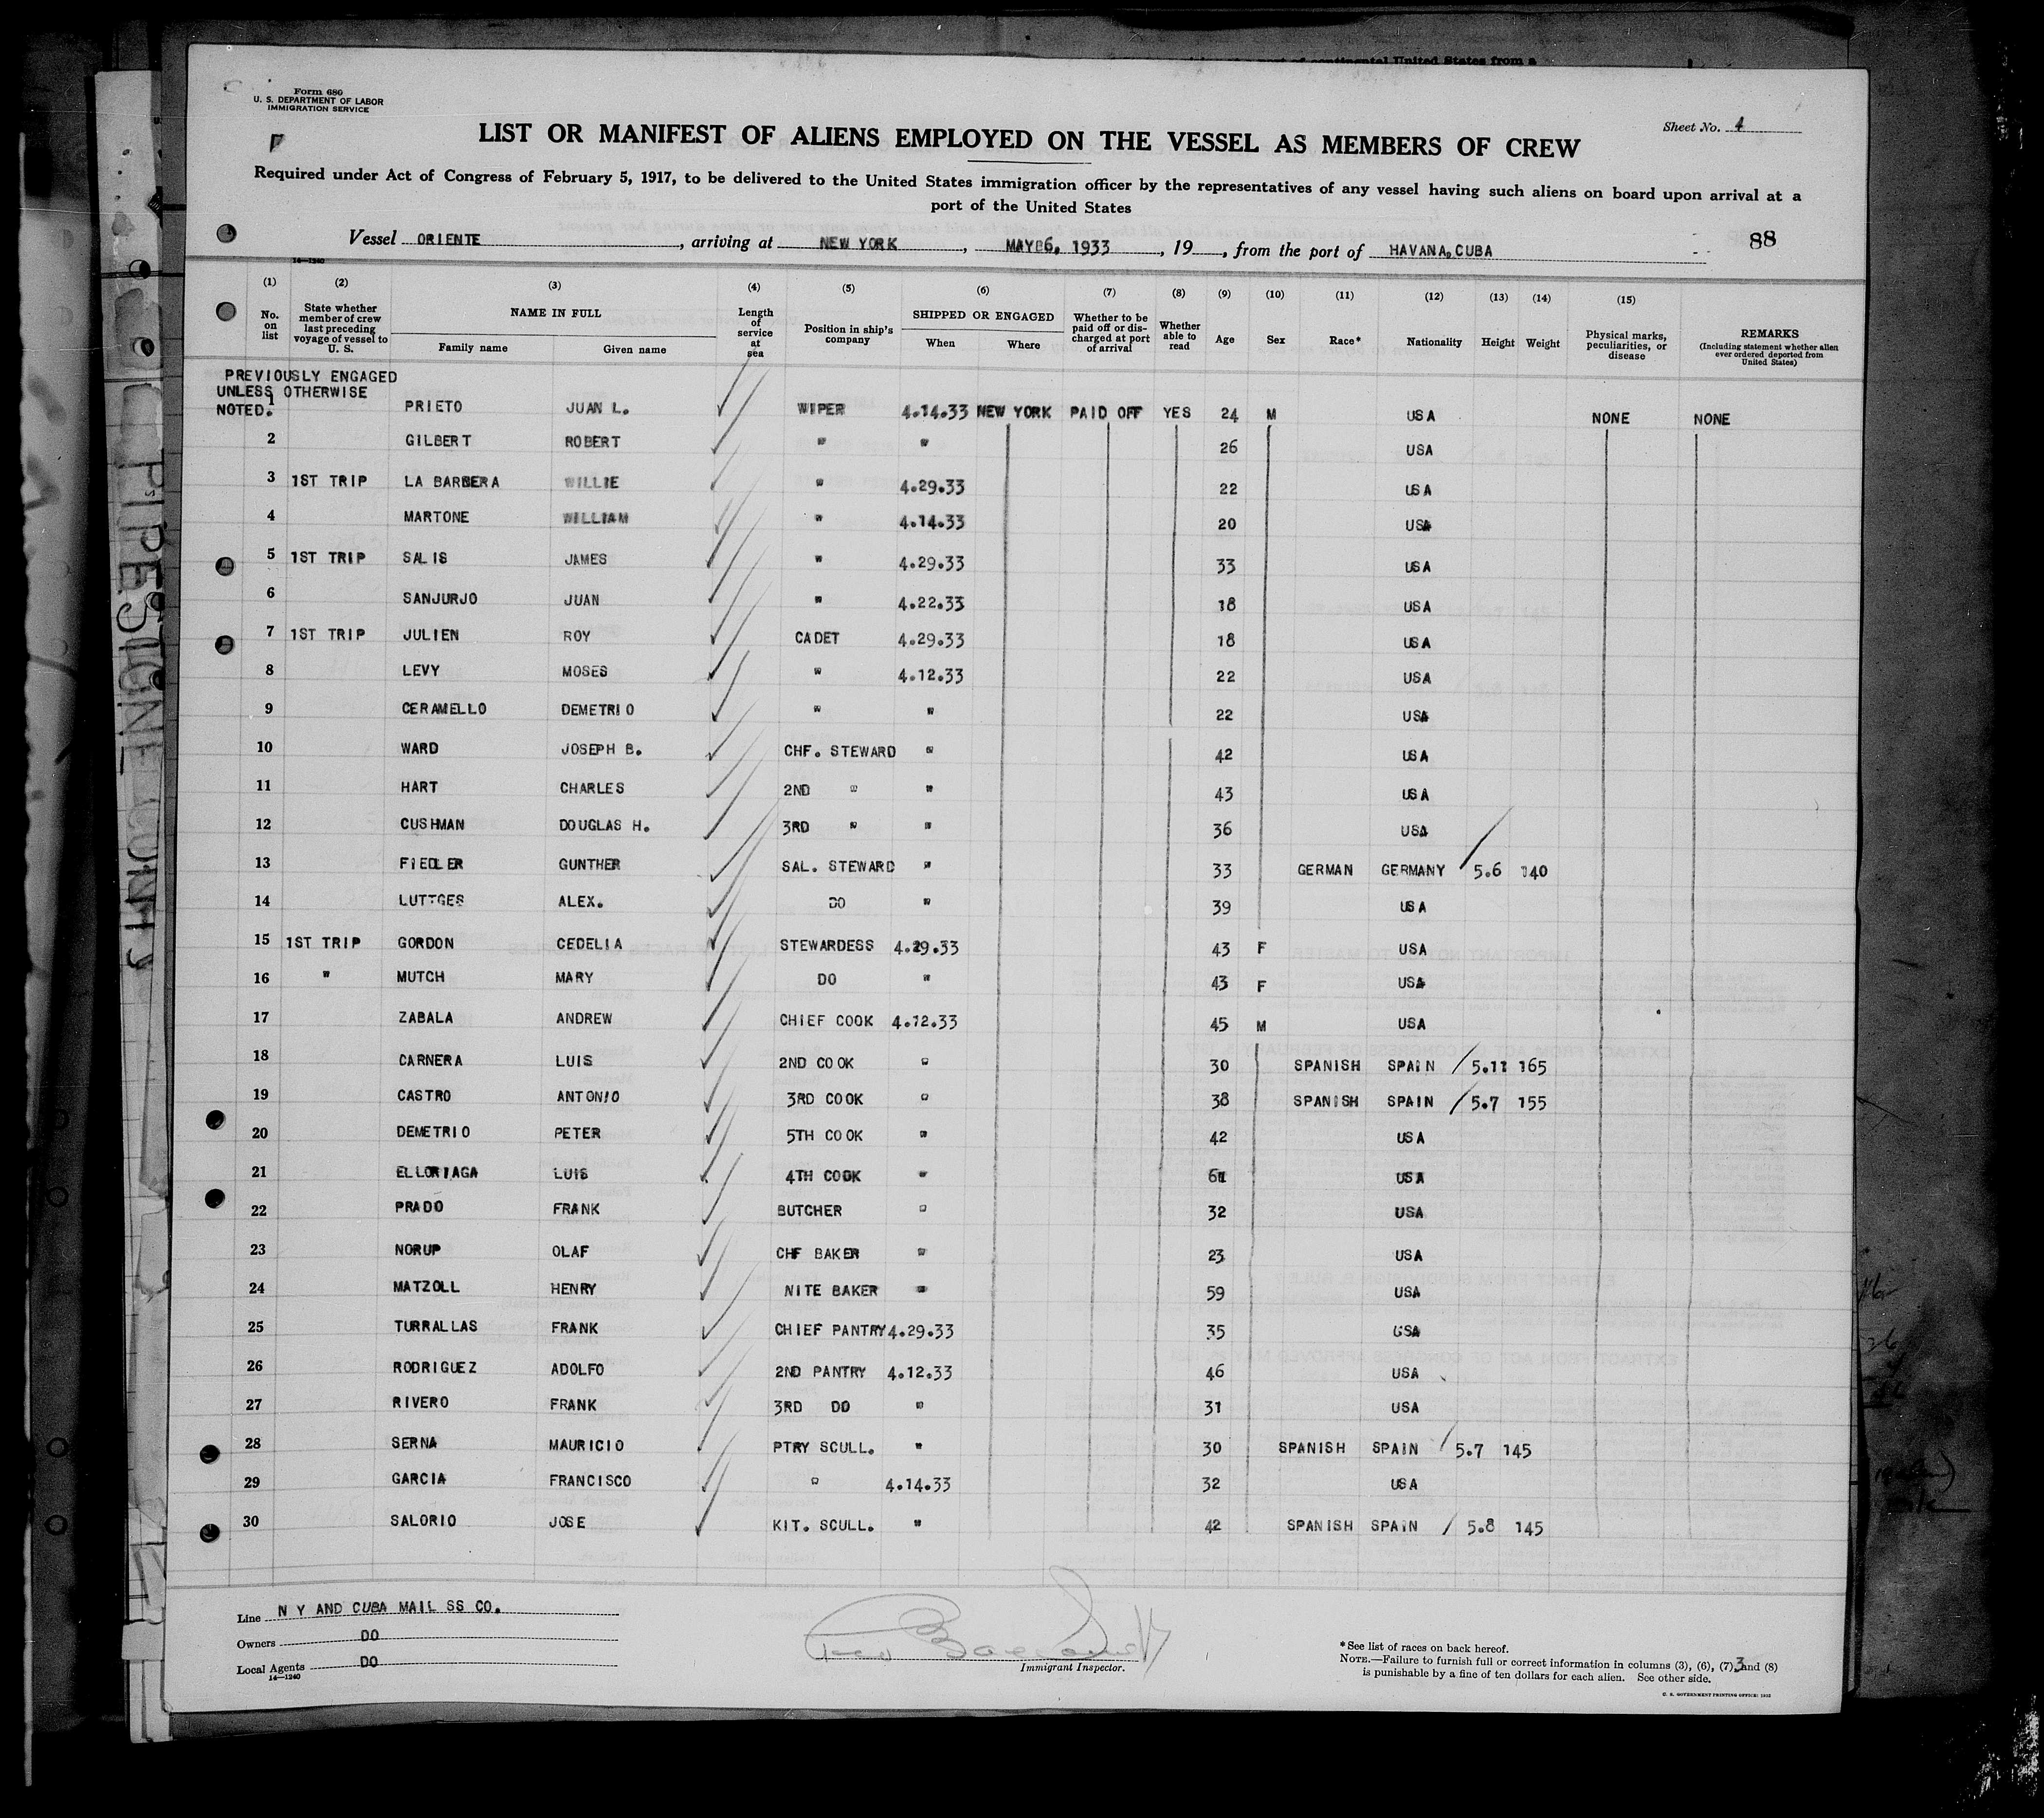 Form 680
U. S. DEPARTMENT OF LABOR
IMMIGRATION SERVICE
Sheet No. 4
LIST OR MANIFEST OF ALIENS EMPLOYED ON THE VESSEL AS MEMBERS OF CREW
Required under Act of Congress of February 5, 1917, to be delivered to the United States immigration officer by the representatives of any vessel having such aliens on board upon arrival at a
port of the United States
Vessel ORIENTE, arriving at NEW YORK, MAY 6, 1933, 19, from the port of HAVANA, CUBA 88
14—1240
(1) (2) (3) (4) (5) (6) (7) (8) (9) (10) (11) (12) (13) (14) (15)
No. on list
State whether member of crew last preceding voyage of vessel to U. S.
NAME IN FULL
Family name Given name
Length of service at sea
Position in ship's company
SHIPPED OR ENGAGED
When Where
Whether to be paid off or discharged at port of arrival
Whether able to read
Age Sex Race* Nationality Height Weight
Physical marks, peculiarities, or disease
REMARKS
(Including statement whether alien ever ordered deported from United States)
PREVIOUSLY ENGAGED
UNLESS OTHERWISE
NOTED.
1 PRIETO JUAN L. WIPER 4.14.33 NEW YORK PAID OFF YES 24 M USA NONE NONE
2 GILBERT ROBERT " " 26 USA
3 1ST TRIP LA BARBERA WILLIE " 4.29.33 22 USA
4 MARTONE WILLIAM " 4.14.33 20 USA
5 1ST TRIP SALIS JAMES " 4.29.33 33 USA
6 SANJURJO JUAN " 4.22.33 18 USA
7 1ST TRIP JULIEN ROY CADET 4.29.33 18 USA
8 LEVY MOSES " 4.12.33 22 USA
9 CERAMELLO DEMETRIO " " 22 USA
10 WARD JOSEPH B. CHF. STEWARD " 42 USA
11 HART CHARLES 2ND " " 43 USA
12 CUSHMAN DOUGLAS H. 3RD " " 36 USA
13 FIEDLER GUNTHER SAL. STEWARD " 33 GERMAN GERMANY 5.6 140
14 LUTTGES ALEX. DO " 39 USA
15 1ST TRIP GORDON CEDELIA STEWARDESS 4.29.33 43 F USA
16 " MUTCH MARY DO " 43 F USA
17 ZABALA ANDREW CHIEF COOK 4.12.33 45 M USA
18 CARNERA LUIS 2ND COOK " 30 SPANISH SPAIN 5.11 165
19 CASTRO ANTONIO 3RD COOK " 38 SPANISH SPAIN 5.7 155
20 DEMETRIO PETER 5TH COOK " 42 USA
21 ELLORIAGA LUIS 4TH COOK " 61 USA
22 PRADO FRANK BUTCHER " 32 USA
23 NORUP OLAF CHF BAKER " 23 USA
24 MATZOLL HENRY NITE BAKER " 59 USA
25 TURRALLAS FRANK CHIEF PANTRY 4.29.33 35 USA
26 RODRIGUEZ ADOLFO 2ND PANTRY 4.12.33 46 USA
27 RIVERO FRANK 3RD DO " 31 USA
28 SERNA MAURICIO PTRY SCULL. " 30 SPANISH SPAIN 5.7 145
29 GARCIA FRANCISCO " 4.14.33 32 USA
30 SALORIO JOSE KIT. SCULL. " 42 SPANISH SPAIN 5.8 145
Line N Y AND CUBA MAIL SS CO.
Owners DO
Local Agents DO
14—1240
Immigrant Inspector.
*See list of races on back hereof.
NOTE.—Failure to furnish full or correct information in columns (3), (6), (7), and (8)
is punishable by a fine of ten dollars for each alien. See other side.
3
U. S. GOVERNMENT PRINTING OFFICE: 1932